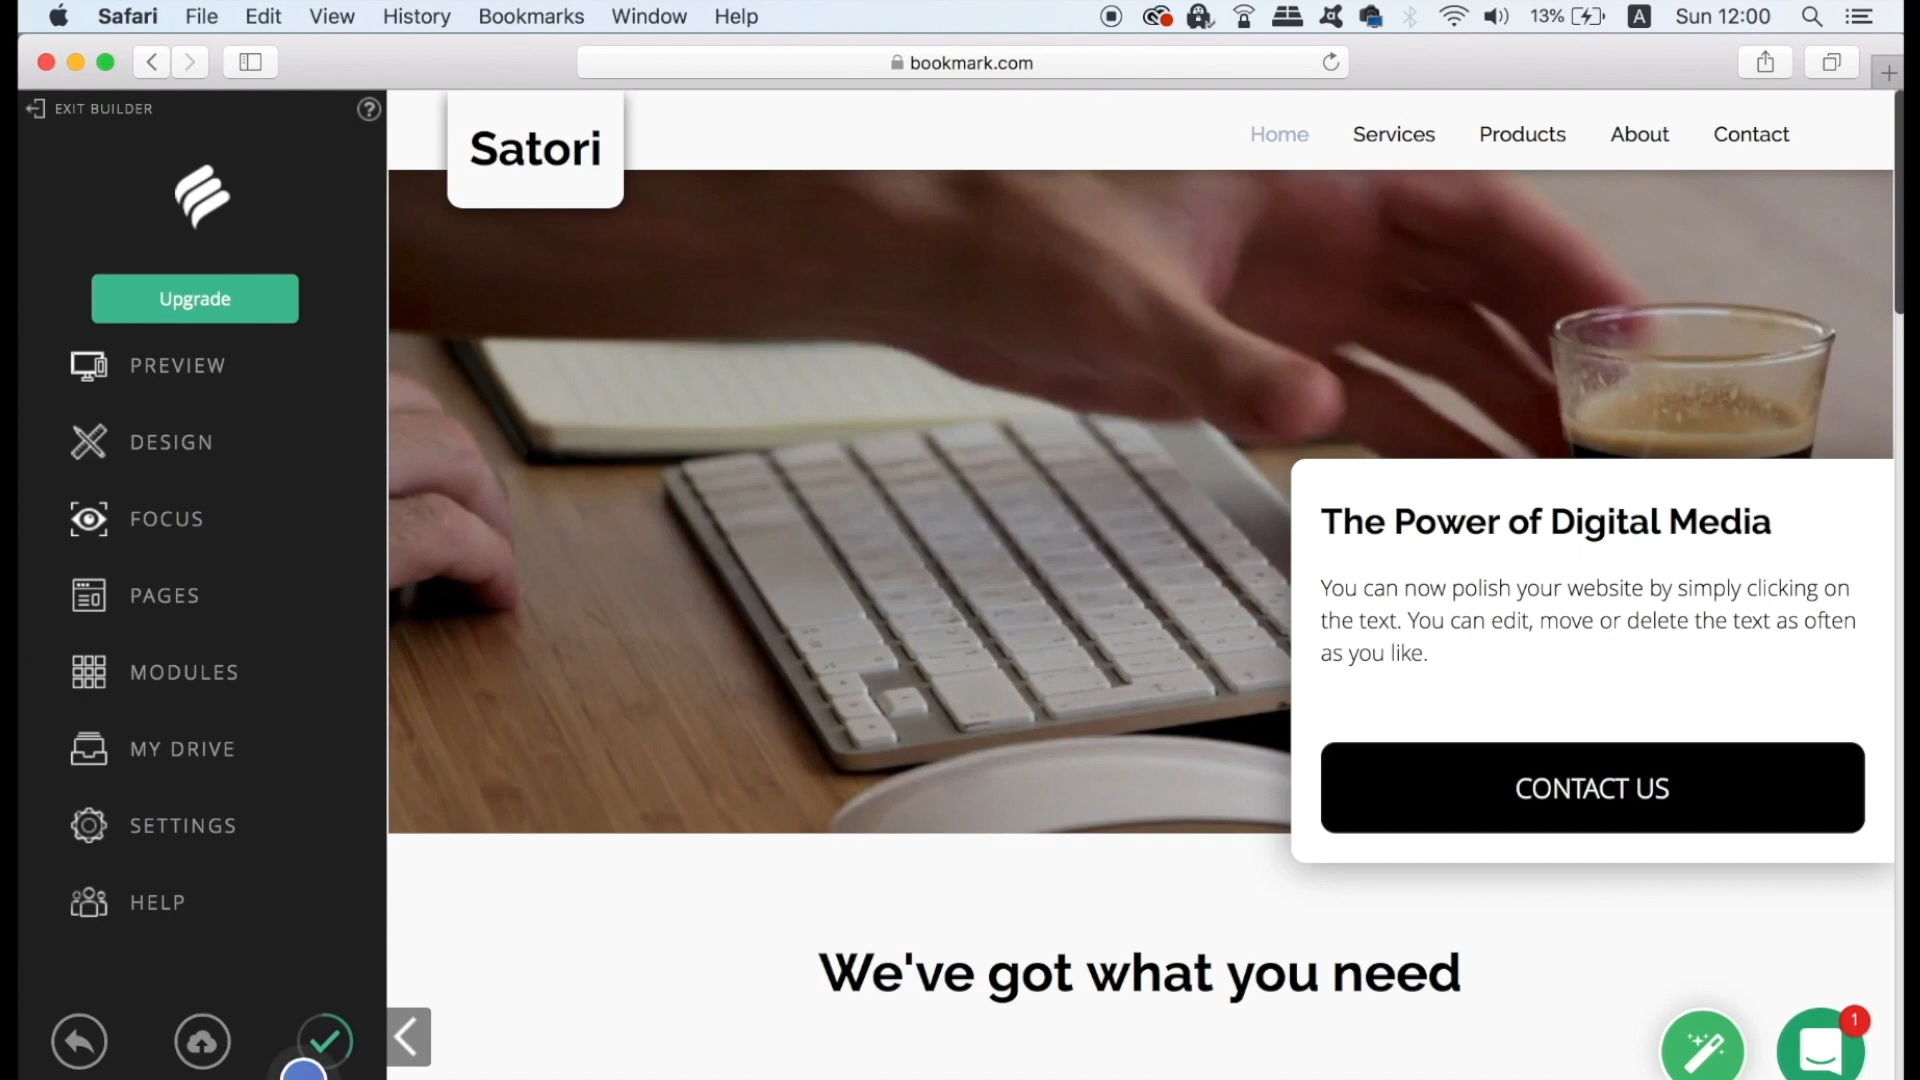 Safari File Edit View History Bookmarks Window Help 13% A Sun 12:00
bookmark.com
EXIT BUILDER ?
Satori
Home Services Products About Contact
Upgrade
PREVIEW
DESIGN
FOCUS
PAGES
MODULES
MY DRIVE
SETTINGS
HELP
The Power of Digital Media
You can now polish your website by simply clicking on
the text. You can edit, move or delete the text as often
as you like.
CONTACT US
We've got what you need
1